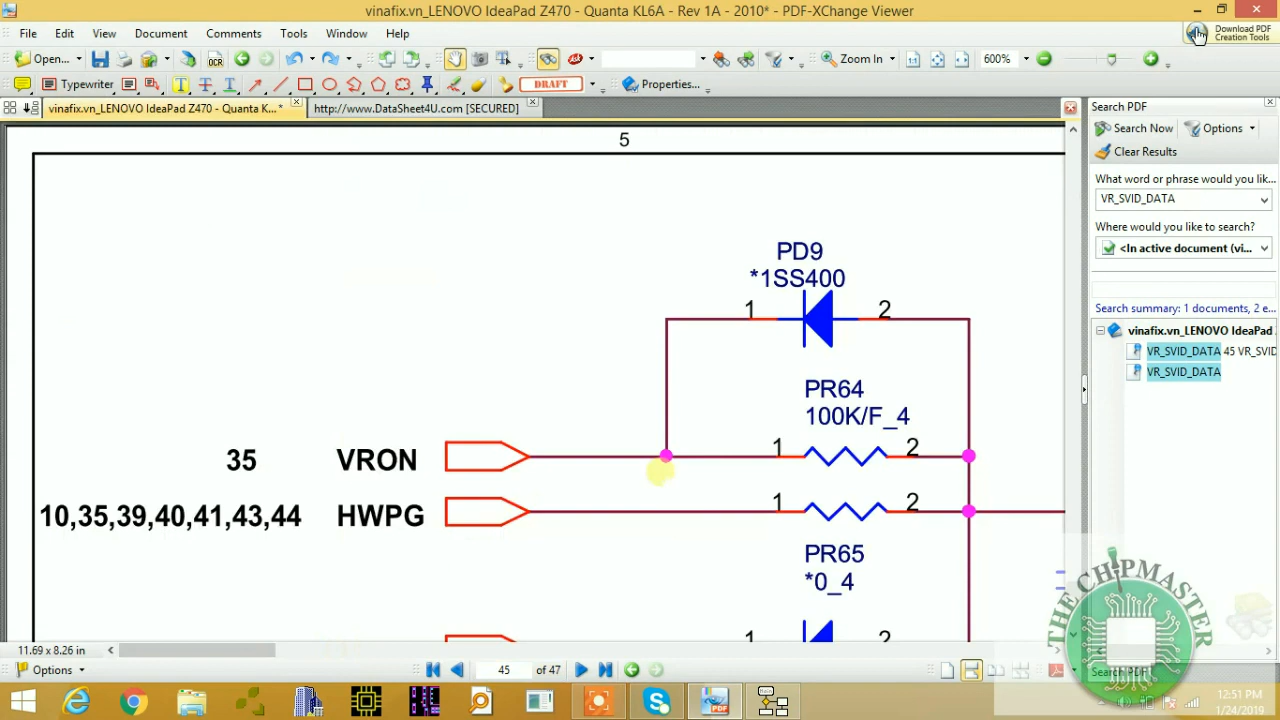 vinafix.vn_LENOVO IdeaPad Z470 - Quanta KL6A - Rev 1A - 2010* - PDF-XChange Viewer
File Edit View Document Comments Tools Window Help
Download PDF
Creation Tools
Open...
OCR
Zoom In
600%
Typewriter
DRAFT
Properties...
vinafix.vn_LENOVO IdeaPad Z470 - Quanta K... *
http://www.DataSheet4U.com [SECURED]
Search PDF
Search Now Options
Clear Results
What word or phrase would you lik...
VR_SVID_DATA
Where would you like to search?
<In active document (vi...
Search summary: 1 documents, 2 e...
vinafix.vn_LENOVO IdeaPad
VR_SVID_DATA 45 VR_SVID
VR_SVID_DATA
5
PD9
*1SS400
1 2
PR64
100K/F_4
1 2
35 VRON
1 2
10,35,39,40,41,43,44 HWPG
PR65
*0_4
1 2
THE CHIPMASTER
11.69 x 8.26 in
Options
45 of 47
Search PDF
12:51 PM
1/24/2019